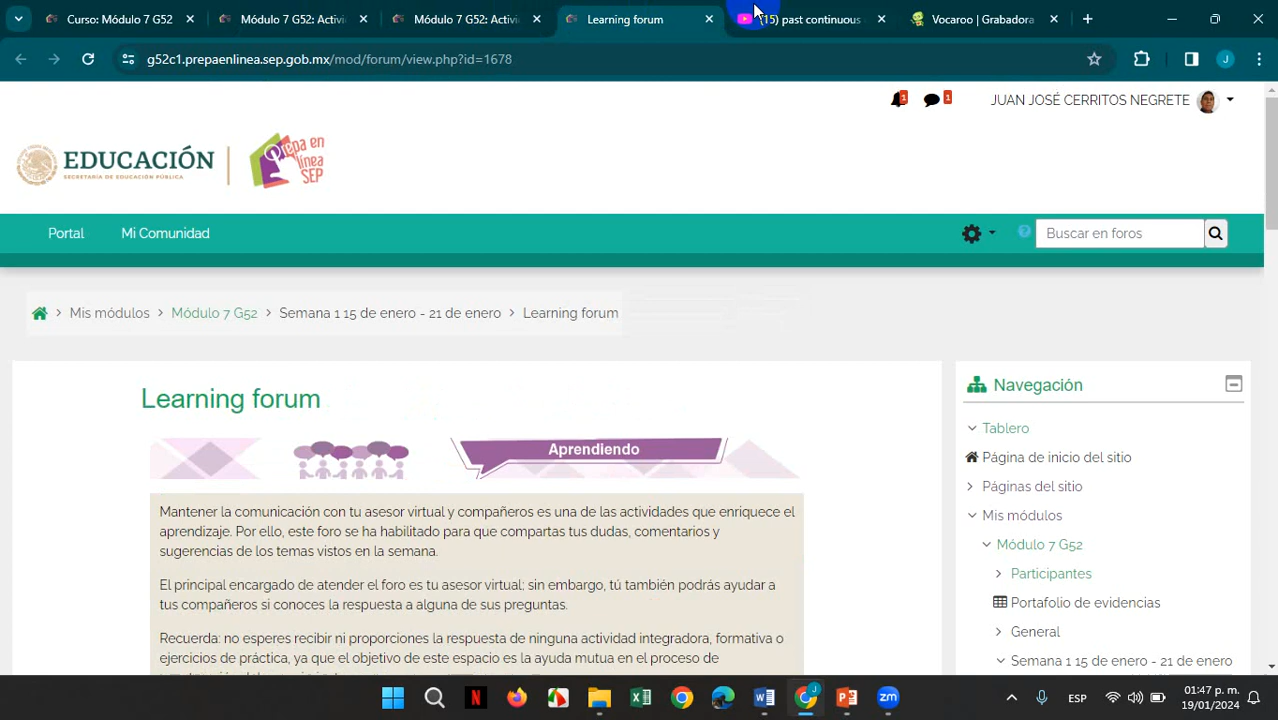 Curso: Módulo 7 G52
Módulo 7 G52: Activi
Módulo 7 G52: Activi
Learning forum
(15) past continuous
Vocaroo | Grabadora
g52c1.prepaenlinea.sep.gob.mx/mod/forum/view.php?id=1678
J
1
1
JUAN JOSÉ CERRITOS NEGRETE
EDUCACIÓN
SECRETARÍA DE EDUCACIÓN PÚBLICA
Prepa en línea SEP
Portal
Mi Comunidad
Buscar en foros
Mis módulos
Módulo 7 G52
Semana 1 15 de enero - 21 de enero
Learning forum
Learning forum
Aprendiendo
Mantener la comunicación con tu asesor virtual y compañeros es una de las actividades que enriquece el
aprendizaje. Por ello, este foro se ha habilitado para que compartas tus dudas, comentarios y
sugerencias de los temas vistos en la semana.
El principal encargado de atender el foro es tu asesor virtual; sin embargo, tú también podrás ayudar a
tus compañeros si conoces la respuesta a alguna de sus preguntas.
Recuerda: no esperes recibir ni proporciones la respuesta de ninguna actividad integradora, formativa o
ejercicios de práctica, ya que el objetivo de este espacio es la ayuda mutua en el proceso de
Navegación
Tablero
Página de inicio del sitio
Páginas del sitio
Mis módulos
Módulo 7 G52
Participantes
Portafolio de evidencias
General
Semana 1 15 de enero - 21 de enero
ESP
01:47 p. m.
19/01/2024